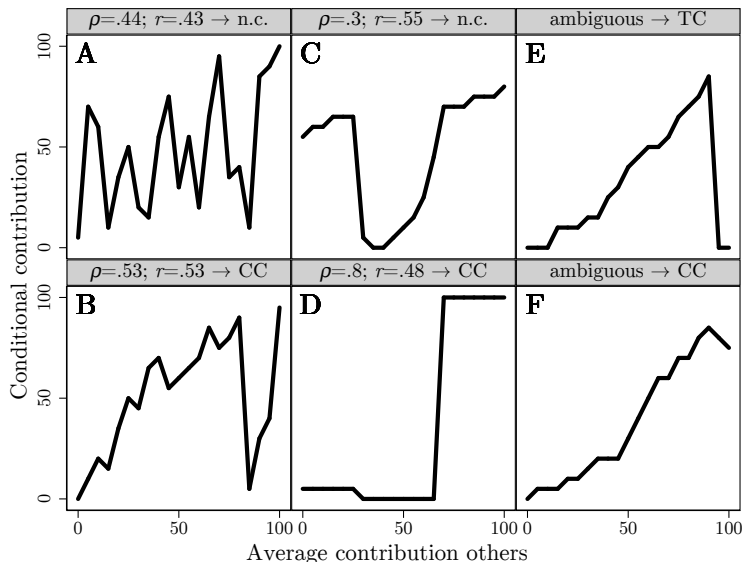 ρ=.44; r=.43 → n.c.
ρ=.3; r=.55 → n.c.
ambiguous → TC
A
C
E
100
50
0
ρ=.53; r=.53 → CC
ρ=.8; r=.48 → CC
ambiguous → CC
B
D
F
100
50
0
Conditional contribution
0 50 100
0 50 100
0 50 100
Average contribution others